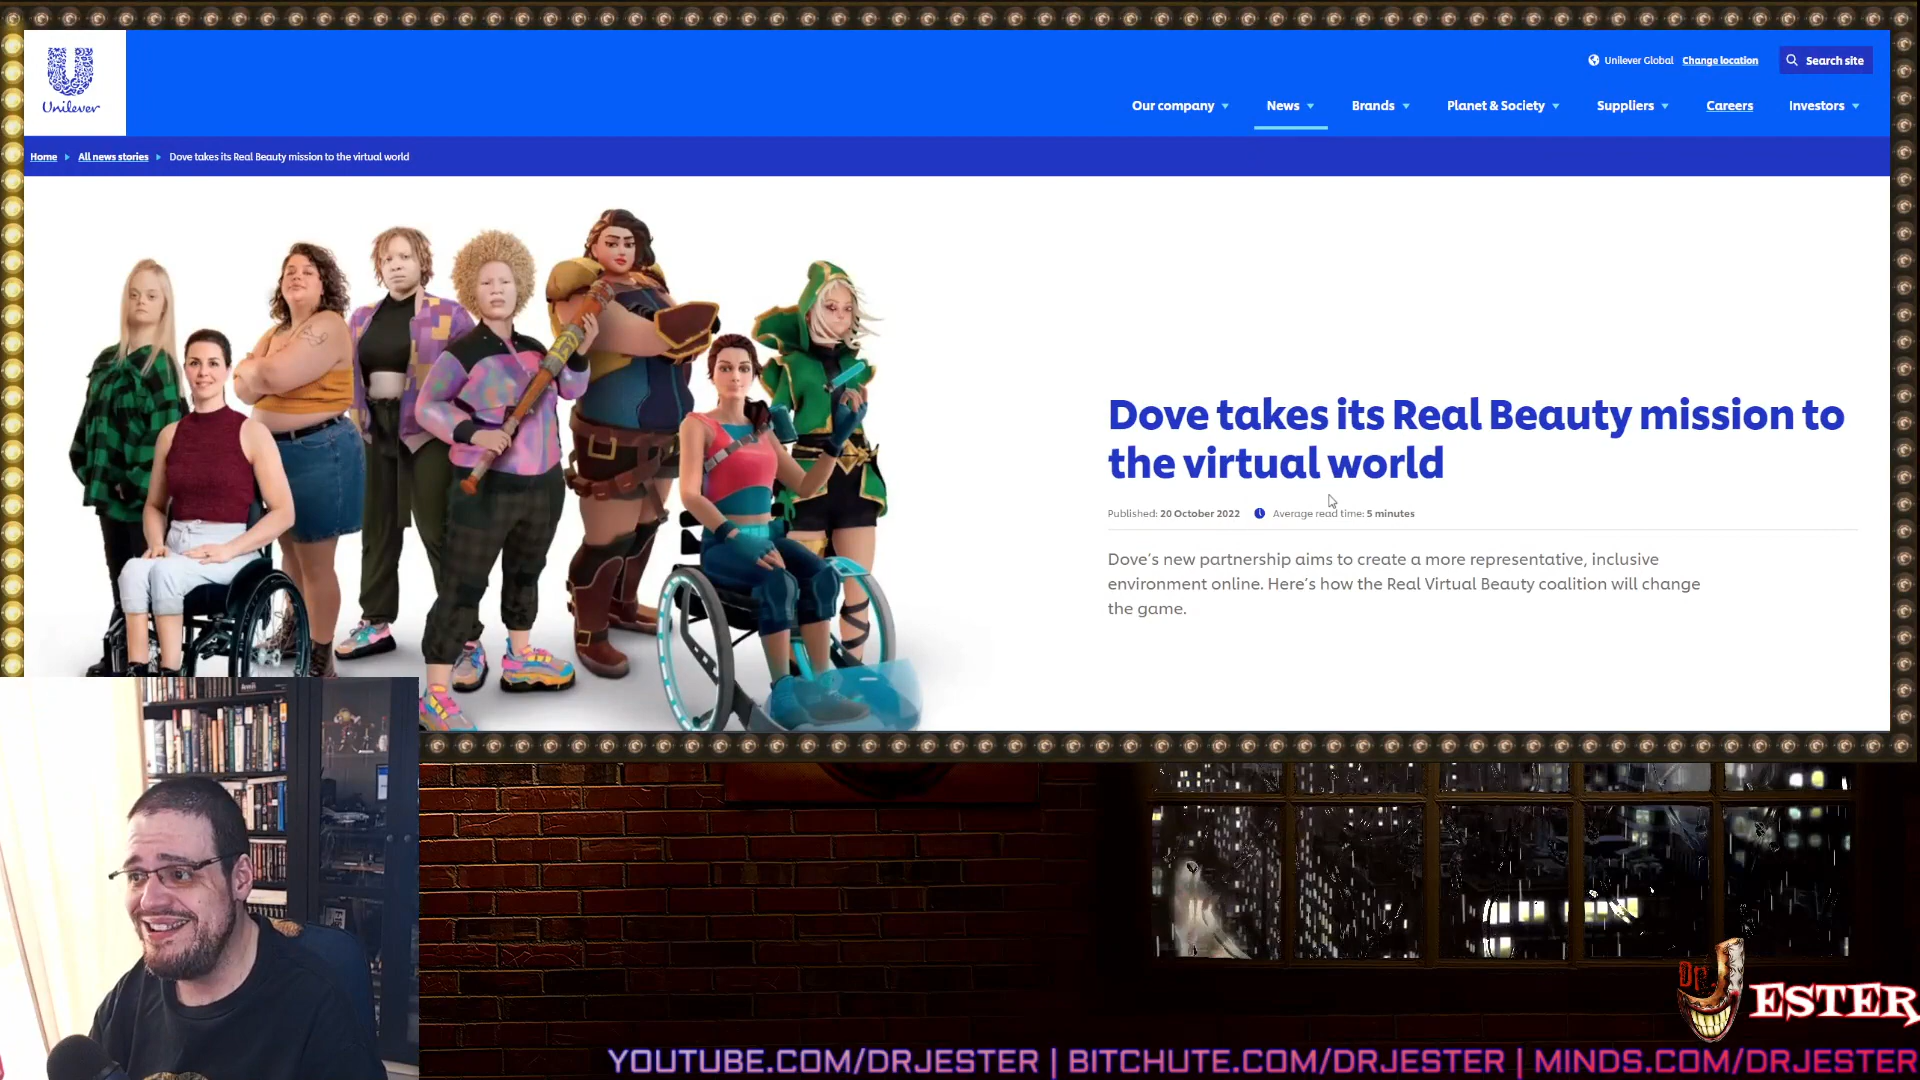 Unilever
Unilever Global Change location Search site
Our company News Brands Planet & Society Suppliers Careers Investors
Home All news stories Dove takes its Real Beauty mission to the virtual world
Dove takes its Real Beauty mission to
the virtual world
Published: 20 October 2022 Average read time: 5 minutes
Dove's new partnership aims to create a more representative, inclusive
environment online. Here's how the Real Virtual Beauty coalition will change
the game.
Dr. JESTER
YOUTUBE.COM/DRJESTER | BITCHUTE.COM/DRJESTER | MINDS.COM/DRJESTER